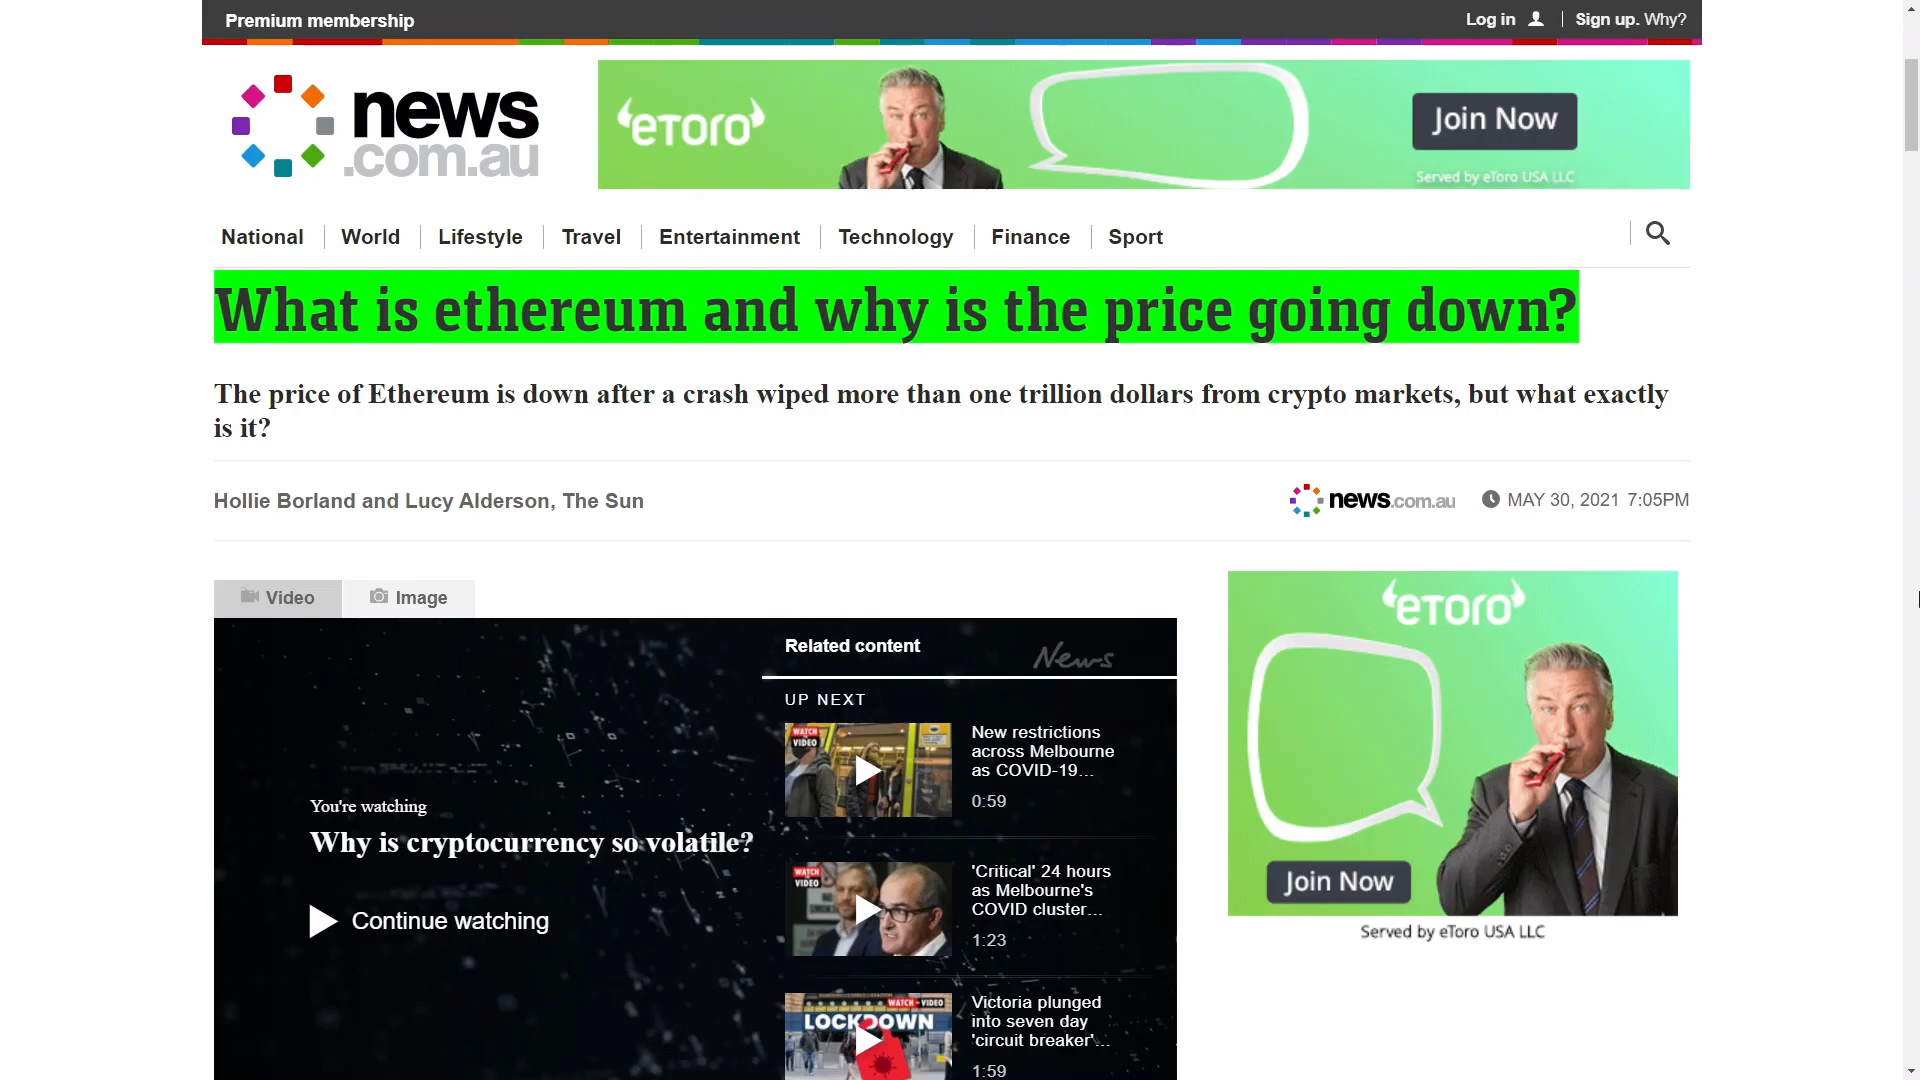 Premium membership
Log in
Sign up. Why?
news
.com.au
eToro
Join Now
Served by eToro USA LLC
National
World
Lifestyle
Travel
Entertainment
Technology
Finance
Sport
What is ethereum and why is the price going down?
The price of Ethereum is down after a crash wiped more than one trillion dollars from crypto markets, but what exactly
is it?
Hollie Borland and Lucy Alderson, The Sun
news.com.au
MAY 30, 2021 7:05PM
Video
Image
Related content
News
UP NEXT
WATCH
VIDEO
New restrictions
across Melbourne
as COVID-19...
0:59
You're watching
Why is cryptocurrency so volatile?
Continue watching
WATCH
VIDEO
'Critical' 24 hours
as Melbourne's
COVID cluster...
1:23
WATCH VIDEO
LOCKDOWN
Victoria plunged
into seven day
'circuit breaker'...
1:59
eToro
Join Now
Served by eToro USA LLC